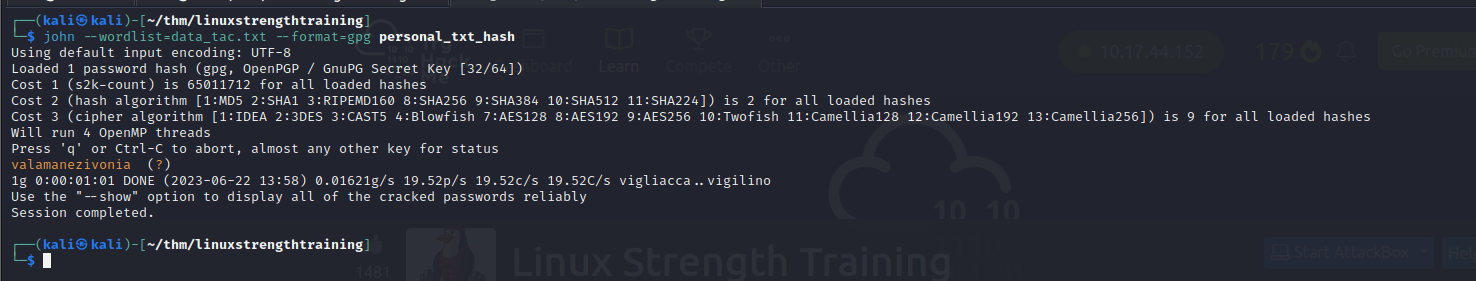 ┌──(kali㉿kali)-[~/thm/linuxstrengthtraining]
└─$ john --wordlist=data_tac.txt --format=gpg personal_txt_hash
Using default input encoding: UTF-8
Loaded 1 password hash (gpg, OpenPGP / GnuPG Secret Key [32/64])
Cost 1 (s2k-count) is 65011712 for all loaded hashes
Cost 2 (hash algorithm [1:MD5 2:SHA1 3:RIPEMD160 8:SHA256 9:SHA384 10:SHA512 11:SHA224]) is 2 for all loaded hashes
Cost 3 (cipher algorithm [1:IDEA 2:3DES 3:CAST5 4:Blowfish 7:AES128 8:AES192 9:AES256 10:Twofish 11:Camellia128 12:Camellia192 13:Camellia256]) is 9 for all loaded hashes
Will run 4 OpenMP threads
Press 'q' or Ctrl-C to abort, almost any other key for status
valamanezivonia (?)
1g 0:00:01:01 DONE (2023-06-22 13:58) 0.01621g/s 19.52p/s 19.52c/s 19.52C/s vigliacca..vigilino
Use the "--show" option to display all of the cracked passwords reliably
Session completed.
┌──(kali㉿kali)-[~/thm/linuxstrengthtraining]
└─$
Learn Compete Other
10.17.44.152 179 Go Premium
10 10
Linux Strength Training
1481
Start AttackBox